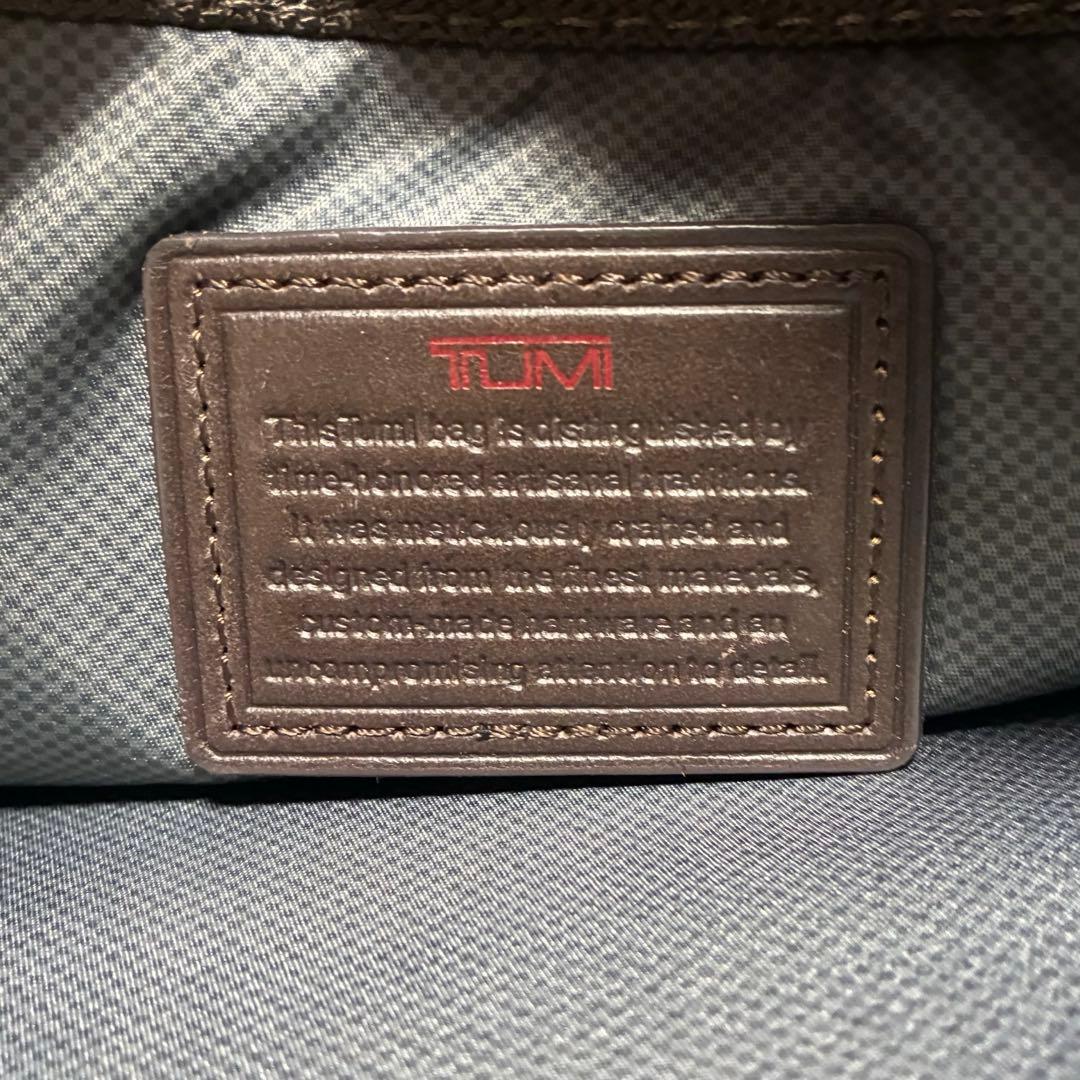 TUMI
This Tumi bag is distinguished by
time-honored artisanal traditions.
It was meticulously crafted and
designed from the finest materials,
custom-made hardware and an
uncompromising attention to detail.